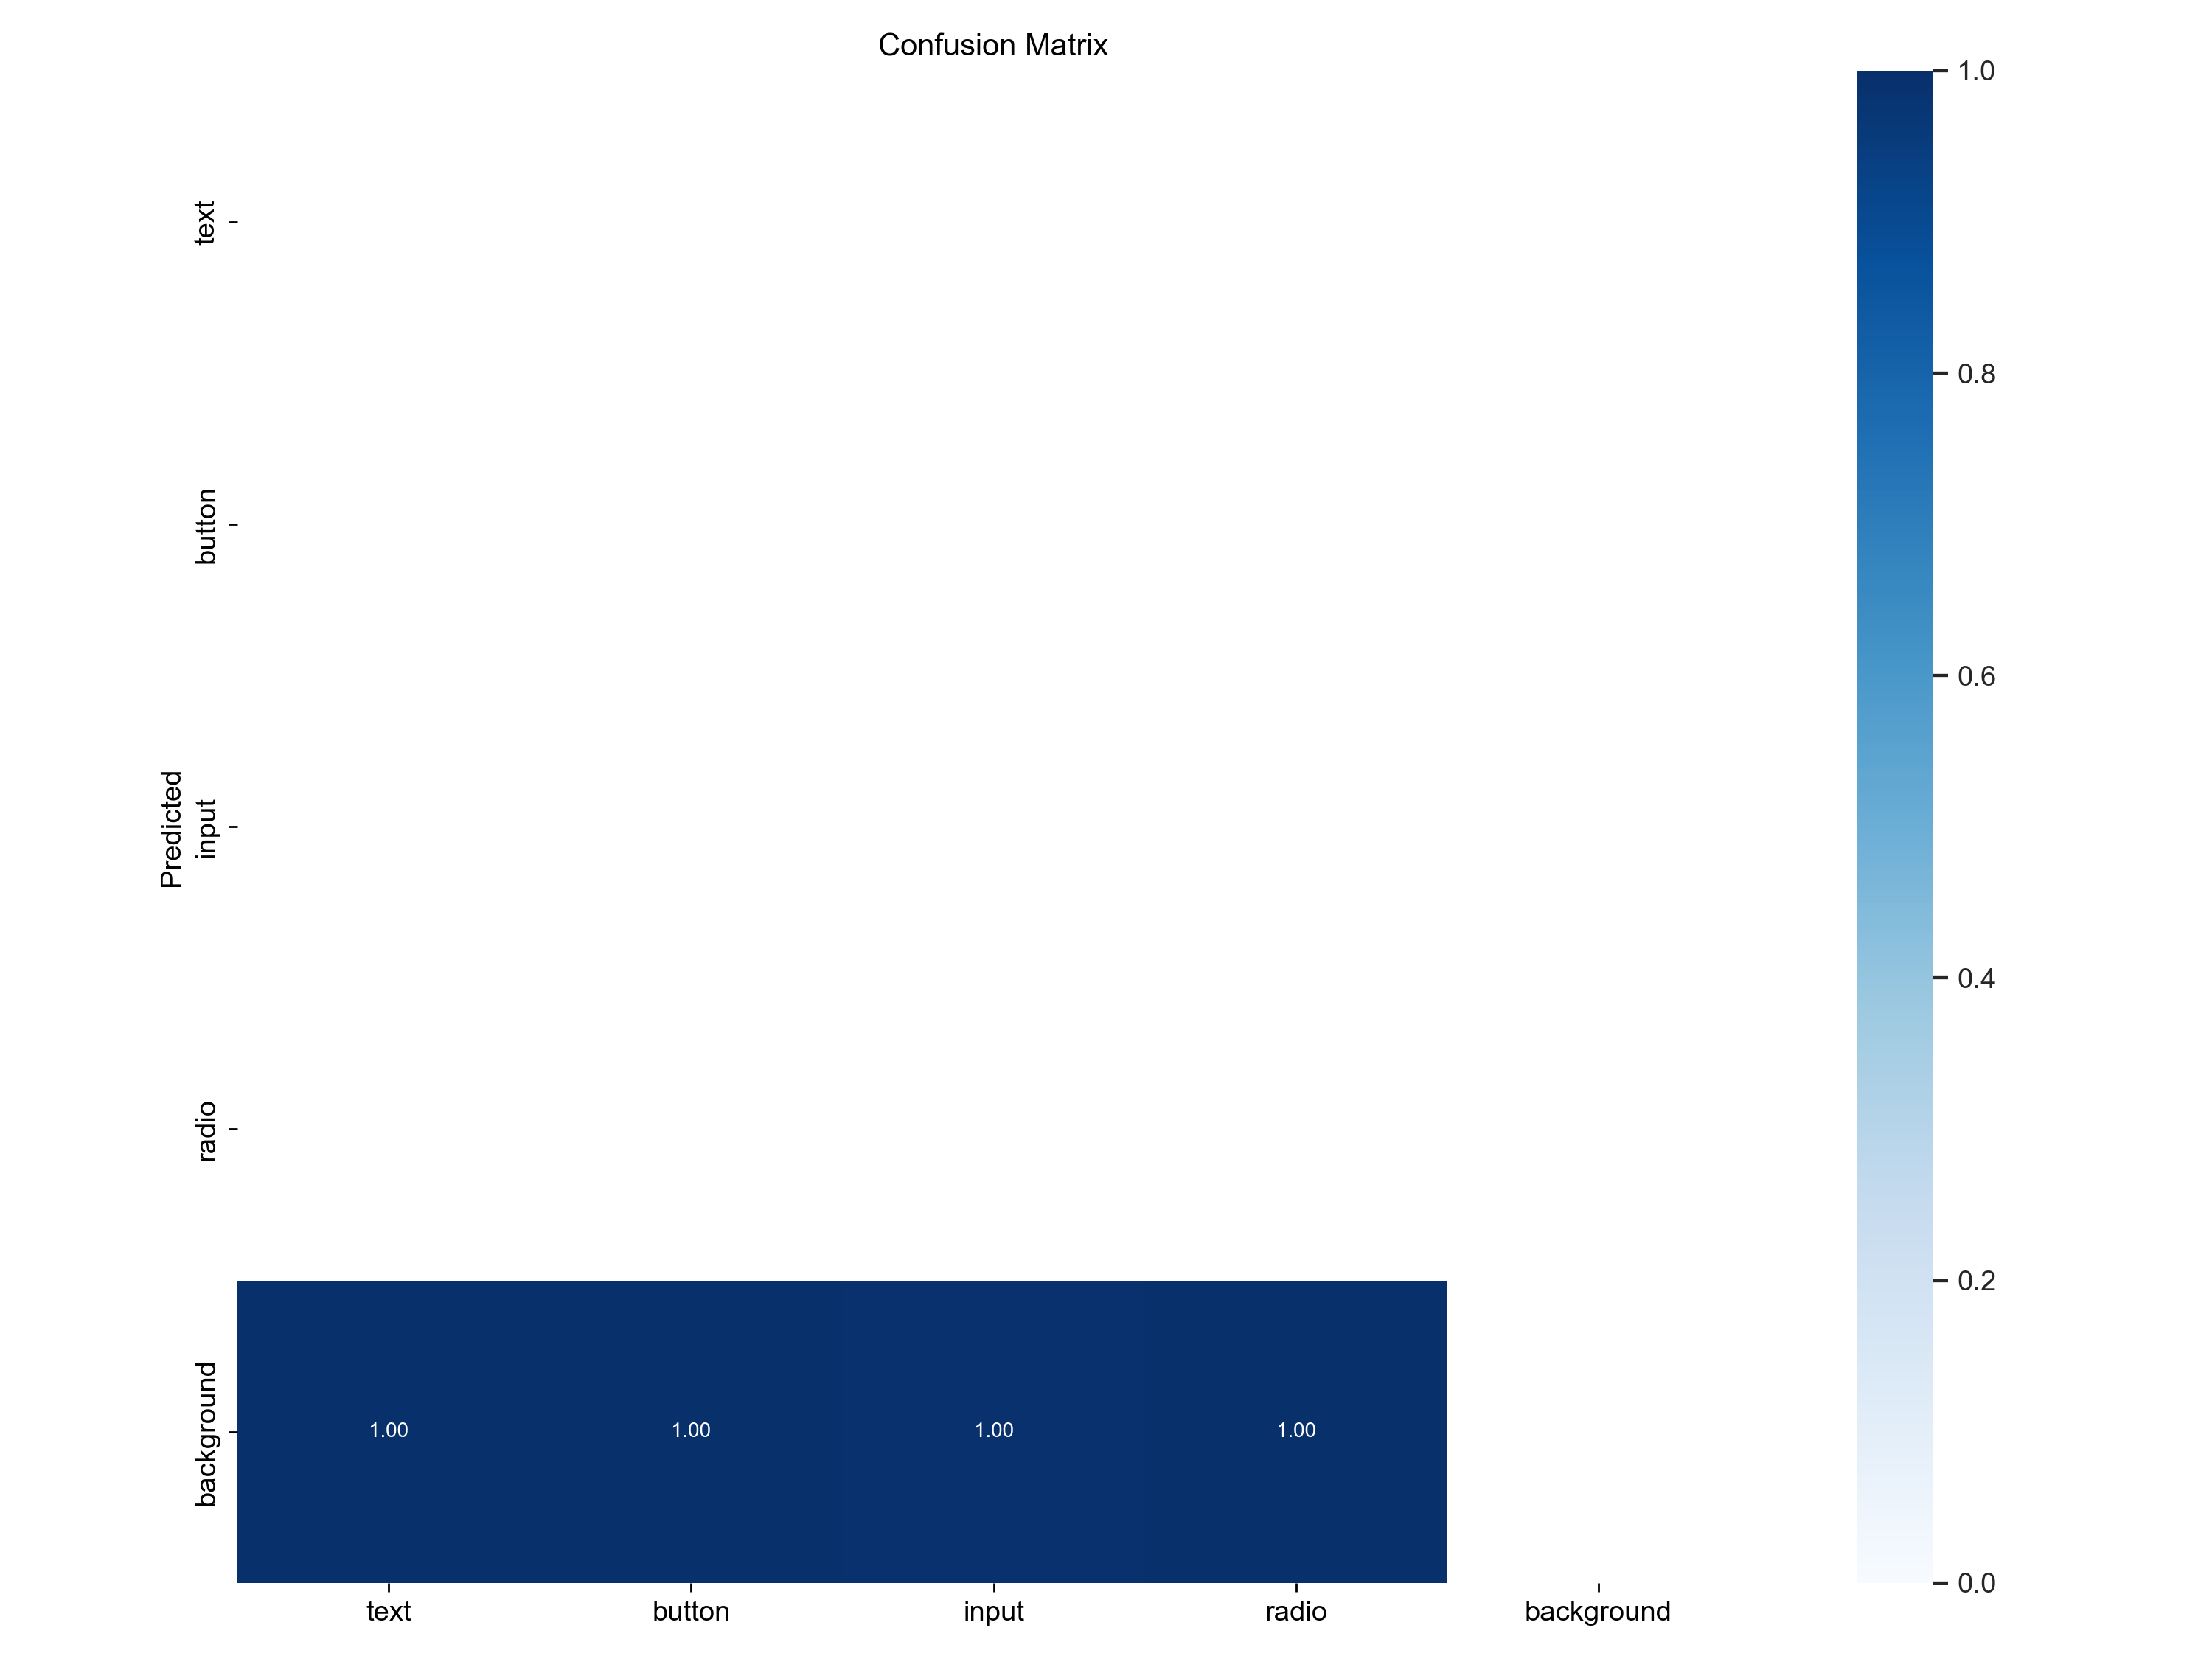 Confusion Matrix
1.0
0.8
0.6
0.4
0.2
0.0
Predicted
text
button
input
radio
background
1.00 1.00 1.00 1.00
text button input radio background